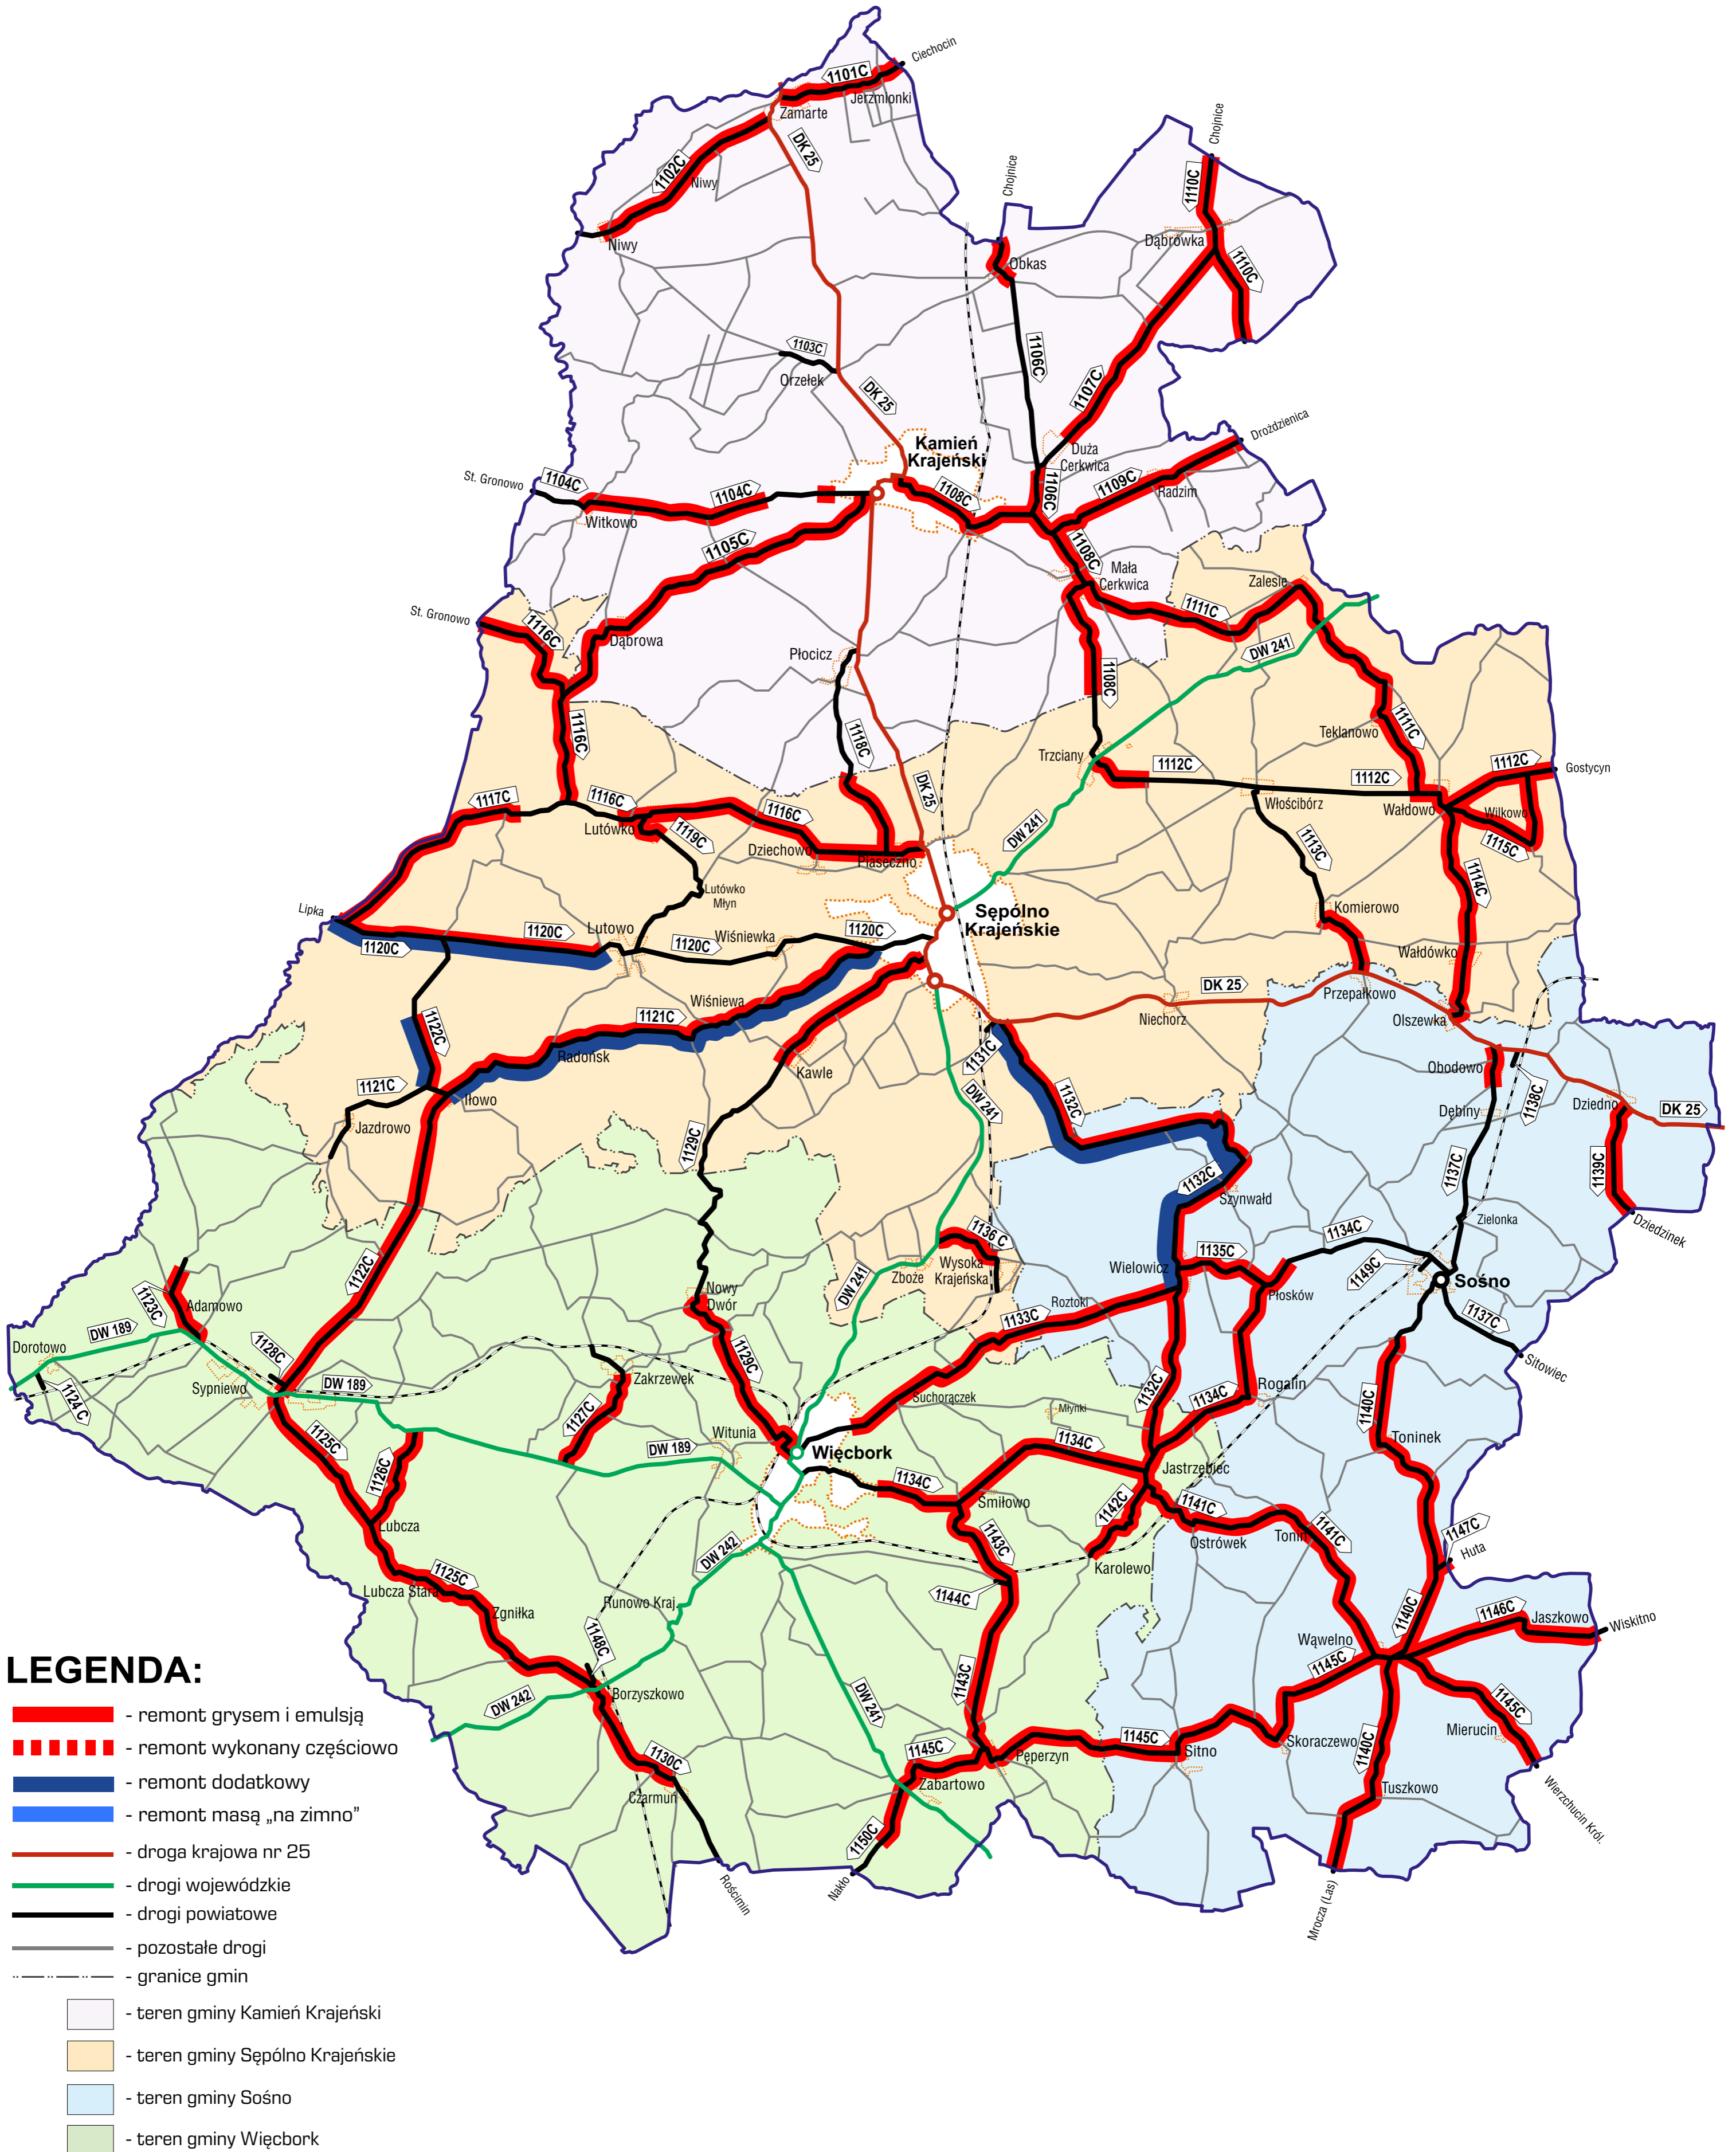 Ciechocin
1101C
Jerzmionki
Zamarte
DK 25
1102C
Niwy
Niwy
Chojnice
Chojnice
1110C
Dąbrówka
1110C
Obkas
1103C
Orzełek
1106C
DK 25
1107C
Kamień
Krajeński
Duża
Cerkwica
Drożdzienica
St. Gronowo
1104C
1104C
1108C
1106C
1109C
Radzim
Witkowo
1105C
1108C
Mała
Cerkwica
Zalesie
St. Gronowo
1116C
1111C
Dąbrowa
Płocicz
DW 241
1108C
1116C
1118C
Teklanowo
1111C
Trzciany
1112C
1112C
1112C
Gostycyn
DK 25
1117C
1116C
1116C
Włościbórz
Wałdowo
Wilkowo
Lutówko
1119C
Dziechowo
Piaseczno
DW 241
1113C
1115C
1114C
Lutówko
Młyn
Lipka
Komierowo
Sępólno
Krajeńskie
1120C
1120C
Lutowo
1120C
Wiśniewka
1120C
Wałdówko
DK 25
Przepałkowo
Wiśniewa
1121C
Niechorz
Olszewka
1122C
Radońsk
Kawle
1131C
Obodowo
1138C
1121C
Iłowo
DW 241
1132C
Dębiny
Dziedno
DK 25
Jazdrowo
1129C
1137C
1139C
1132C
Szynwałd
Zielonka
Dziedzinek
1136 C
1134C
1122C
Wysoka
Krajeńska
Zboże
1135C
Wielowicz
1149C
Sośno
1123C
Adamowo
Nowy
Dwór
DW 241
Roztoki
1133C
Płosków
1137C
DW 189
Dorotowo
1128C
1129C
Sitowiec
Sypniewo
DW 189
1124 C
Zakrzewek
Suchorączek
Rogalin
1132C
1134C
1140C
1127C
Młynki
1125C
Witunia
DW 189
Więcbork
1134C
Toninek
1126C
Jastrzębiec
1134C
Śmiłowo
1142C
1141C
Lubcza
1143C
Ostrówek
Tonin
1141C
1147C
Huta
DW 242
Karolewo
1125C
Lubcza Stara
1144C
Zgniłka
Runowo Kraj.
1140C
1146C
Jaszkowo
Wiskitno
1148C
Wąwelno
1145C
1143C
Borzyszkowo
DW 242
DW 241
1145C
Mierucin
1130C
1145C
Pęperzyn
1145C
Sitno
Skoraczewo
1140C
Czarmuń
Zabartowo
Tuszkowo
Wierzchucin Król.
1150C
Rościmin
Nakło
Mrocza (Las)
LEGENDA:
- remont grysem i emulsją
- remont wykonany częściowo
- remont dodatkowy
- remont masą „na zimno”
- droga krajowa nr 25
- drogi wojewódzkie
- drogi powiatowe
- pozostałe drogi
- granice gmin
- teren gminy Kamień Krajeński
- teren gminy Sępólno Krajeńskie
- teren gminy Sośno
- teren gminy Więcbork